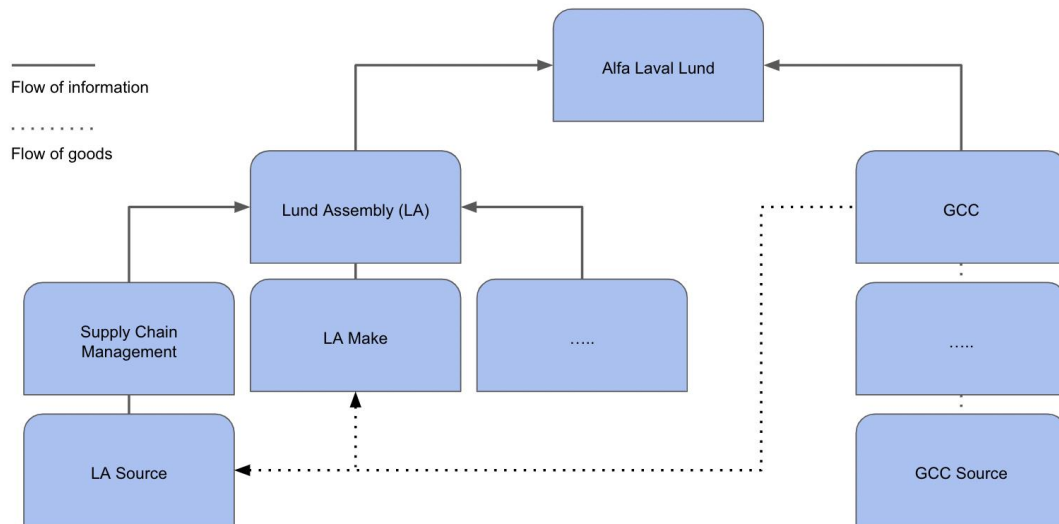 Alfa Laval Lund
Flow of information
Flow of goods
Lund Assembly (LA)
GCC
Supply Chain
Management
LA Make
.....
.....
LA Source
GCC Source